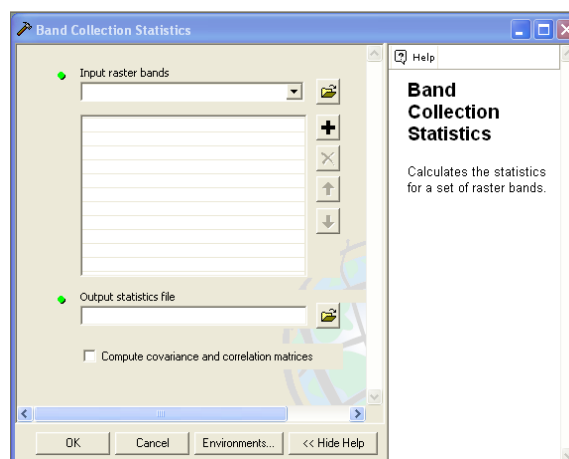 Band Collection Statistics
Input raster bands
Output statistics file
Compute covariance and correlation matrices
OK
Cancel
Environments...
<< Hide Help
Help
Band
Collection
Statistics
Calculates the statistics
for a set of raster bands.